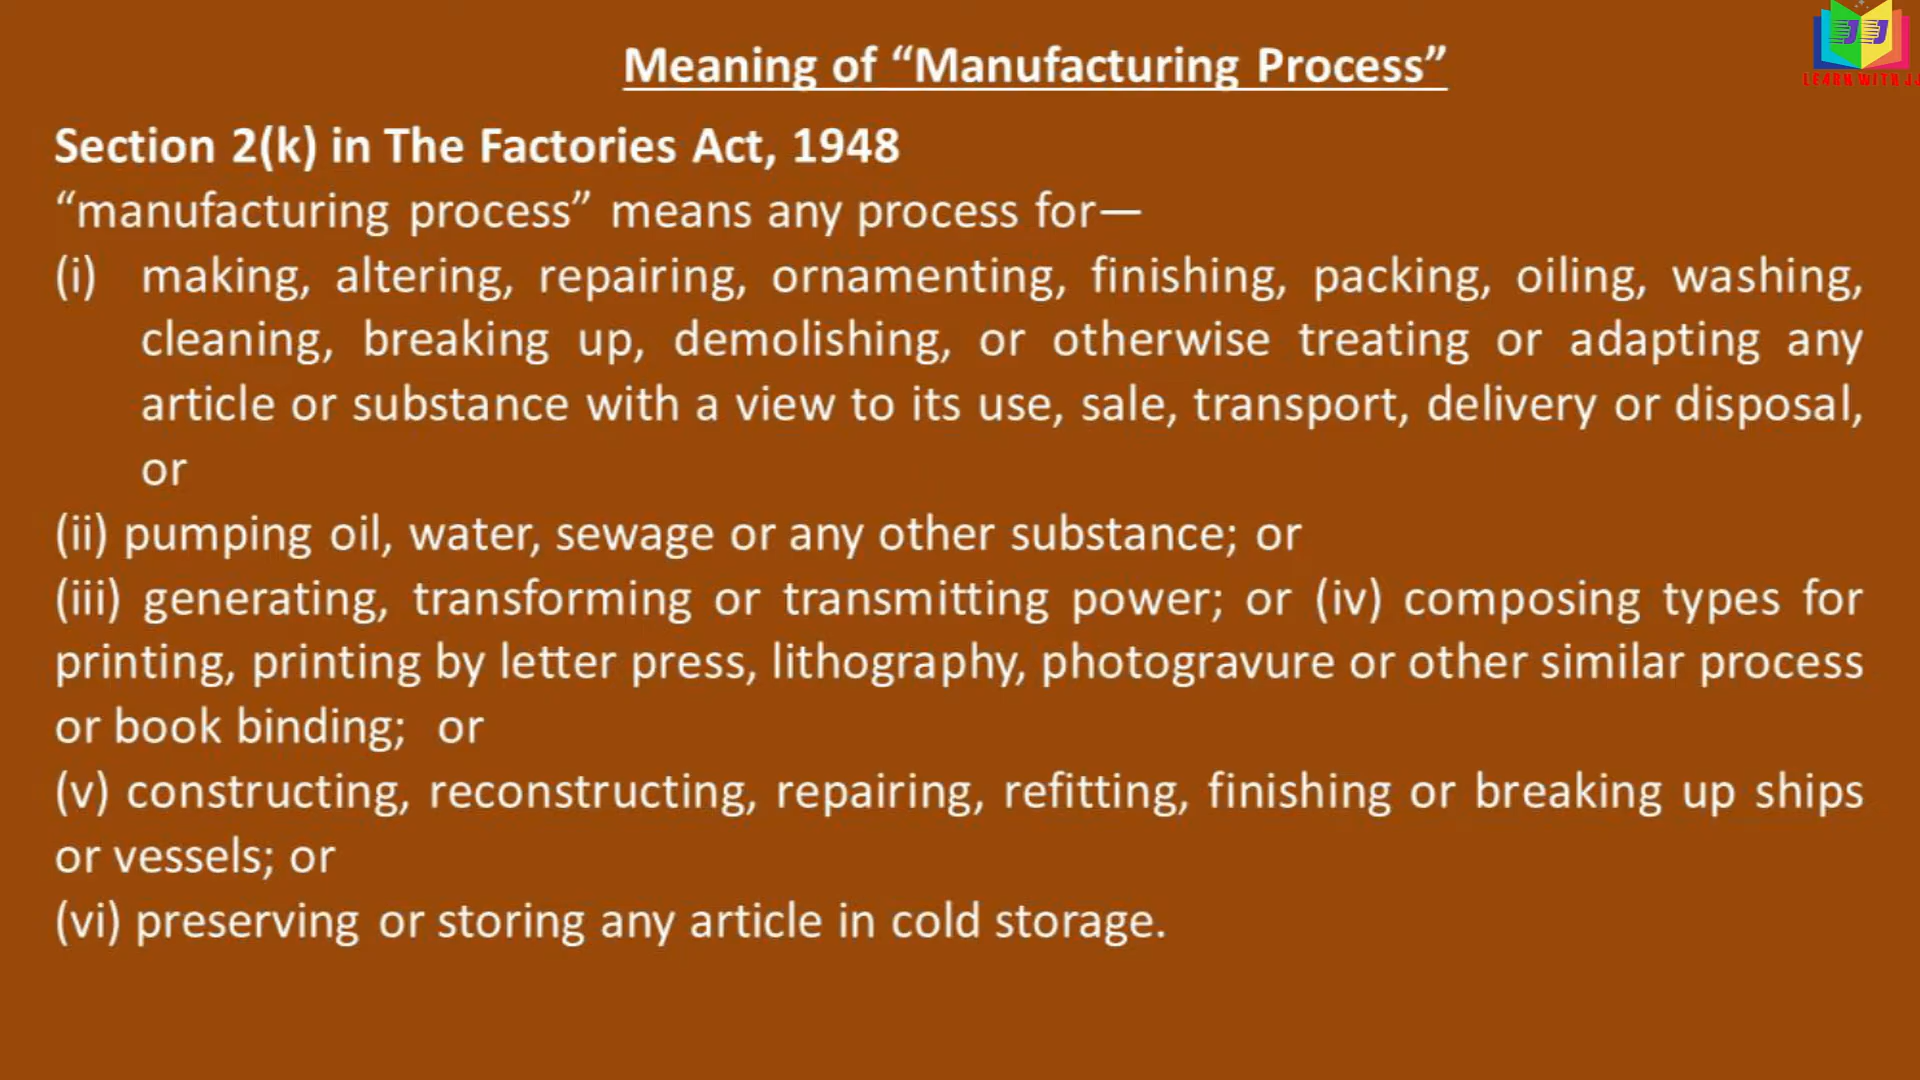 Meaning of “Manufacturing Process”
LEARN WITH JJ
Section 2(k) in The Factories Act, 1948
“manufacturing process” means any process for—
(i) making, altering, repairing, ornamenting, finishing, packing, oiling, washing,
cleaning, breaking up, demolishing, or otherwise treating or adapting any
article or substance with a view to its use, sale, transport, delivery or disposal,
or
(ii) pumping oil, water, sewage or any other substance; or
(iii) generating, transforming or transmitting power; or (iv) composing types for
printing, printing by letter press, lithography, photogravure or other similar process
or book binding; or
(v) constructing, reconstructing, repairing, refitting, finishing or breaking up ships
or vessels; or
(vi) preserving or storing any article in cold storage.